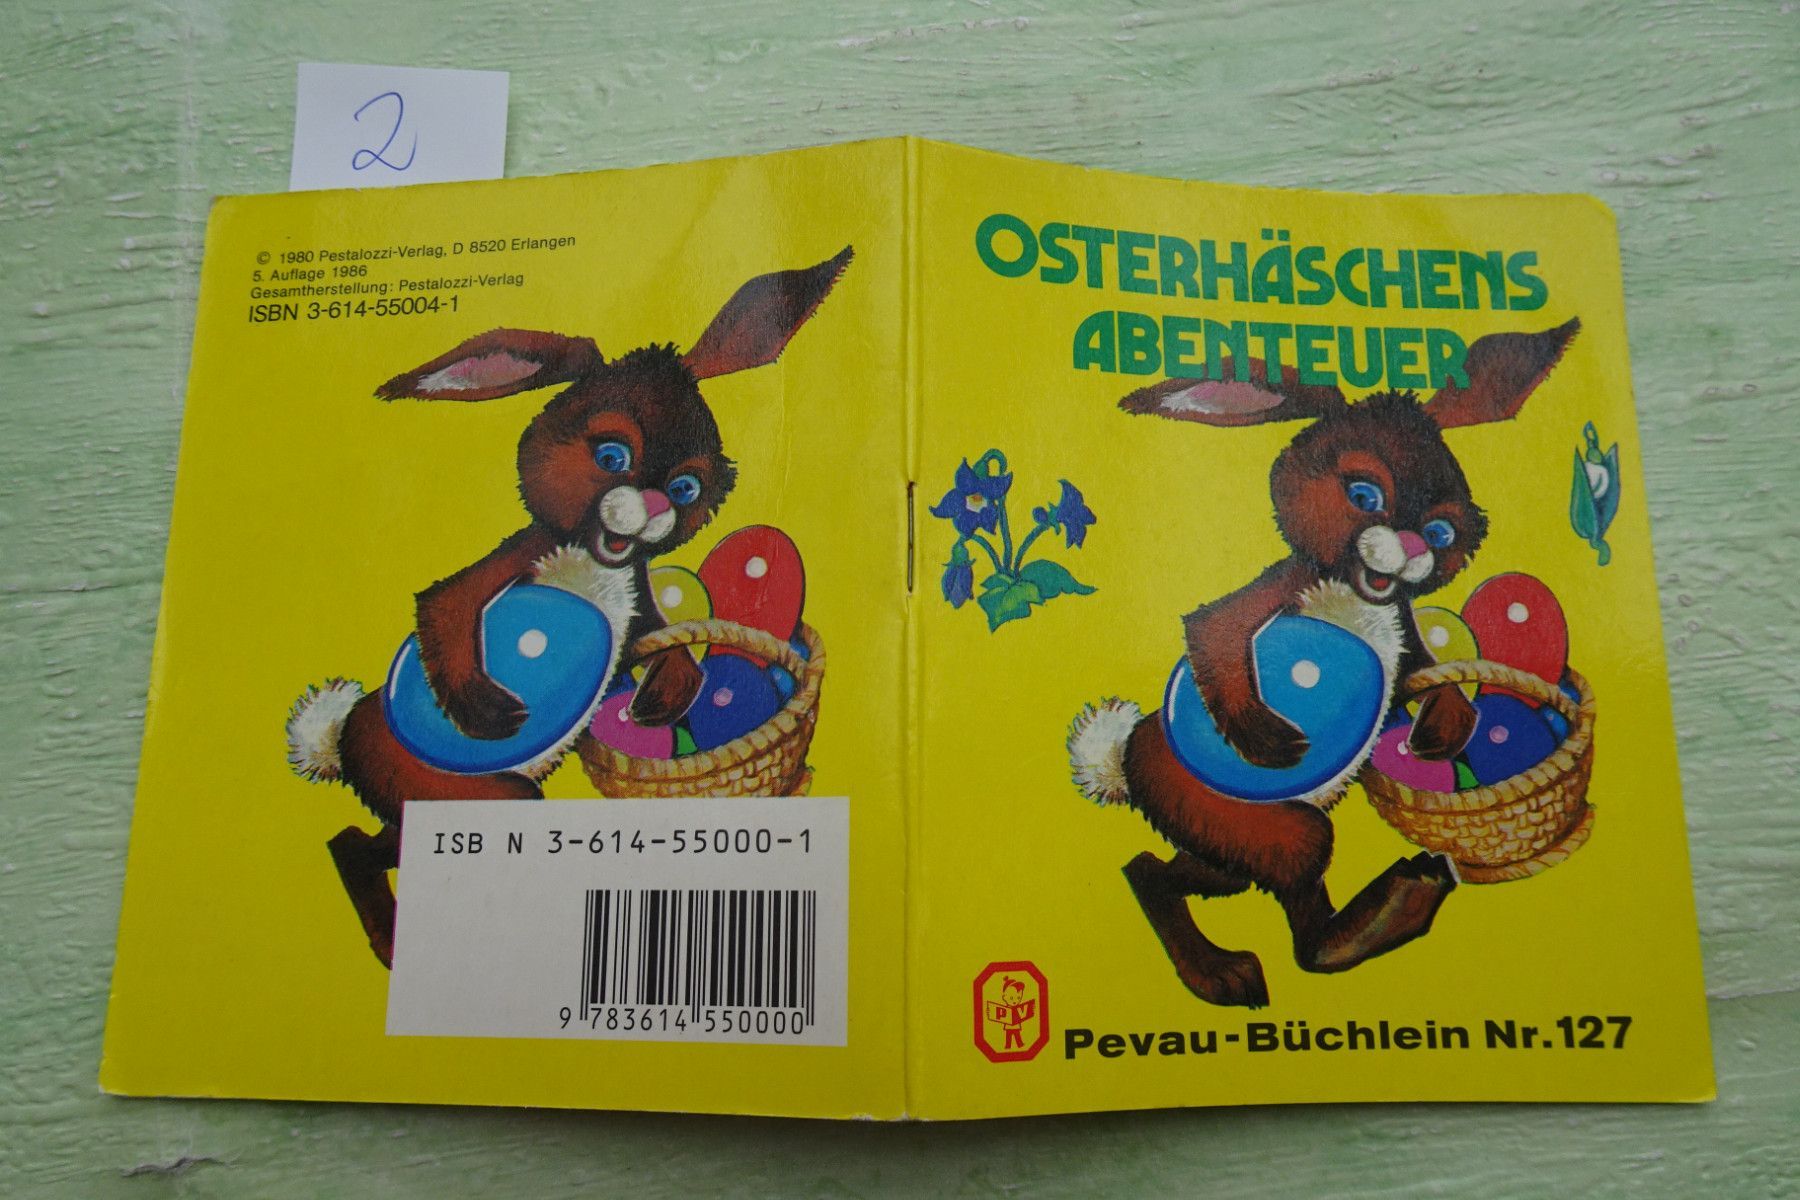 2
© 1980 Pestalozzi-Verlag, D 8520 Erlangen
5. Auflage 1986
Gesamtherstellung: Pestalozzi-Verlag
ISBN 3-614-55004-1
ISB N 3-614-55000-1
9 783614 550000
OSTERHÄSCHENS
ABENTEUER
PV
Pevau-Büchlein Nr. 127